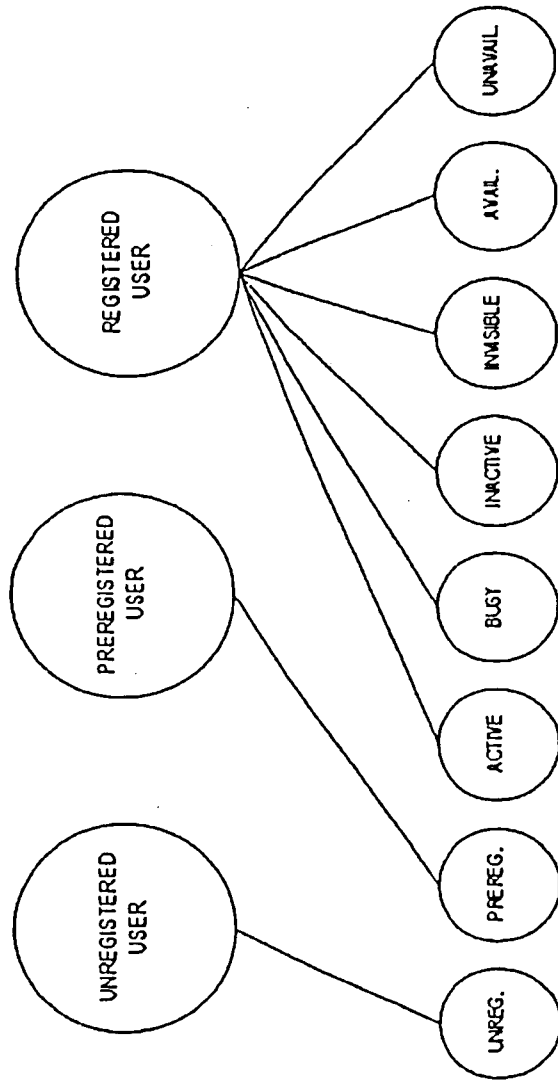 UNREGISTERED
USER
PREREGISTERED
USER
REGISTERED
USER
UNREG.
PREREG.
ACTIVE
BUSY
INACTIVE
INVISIBLE
AVAIL.
UNAVAIL.